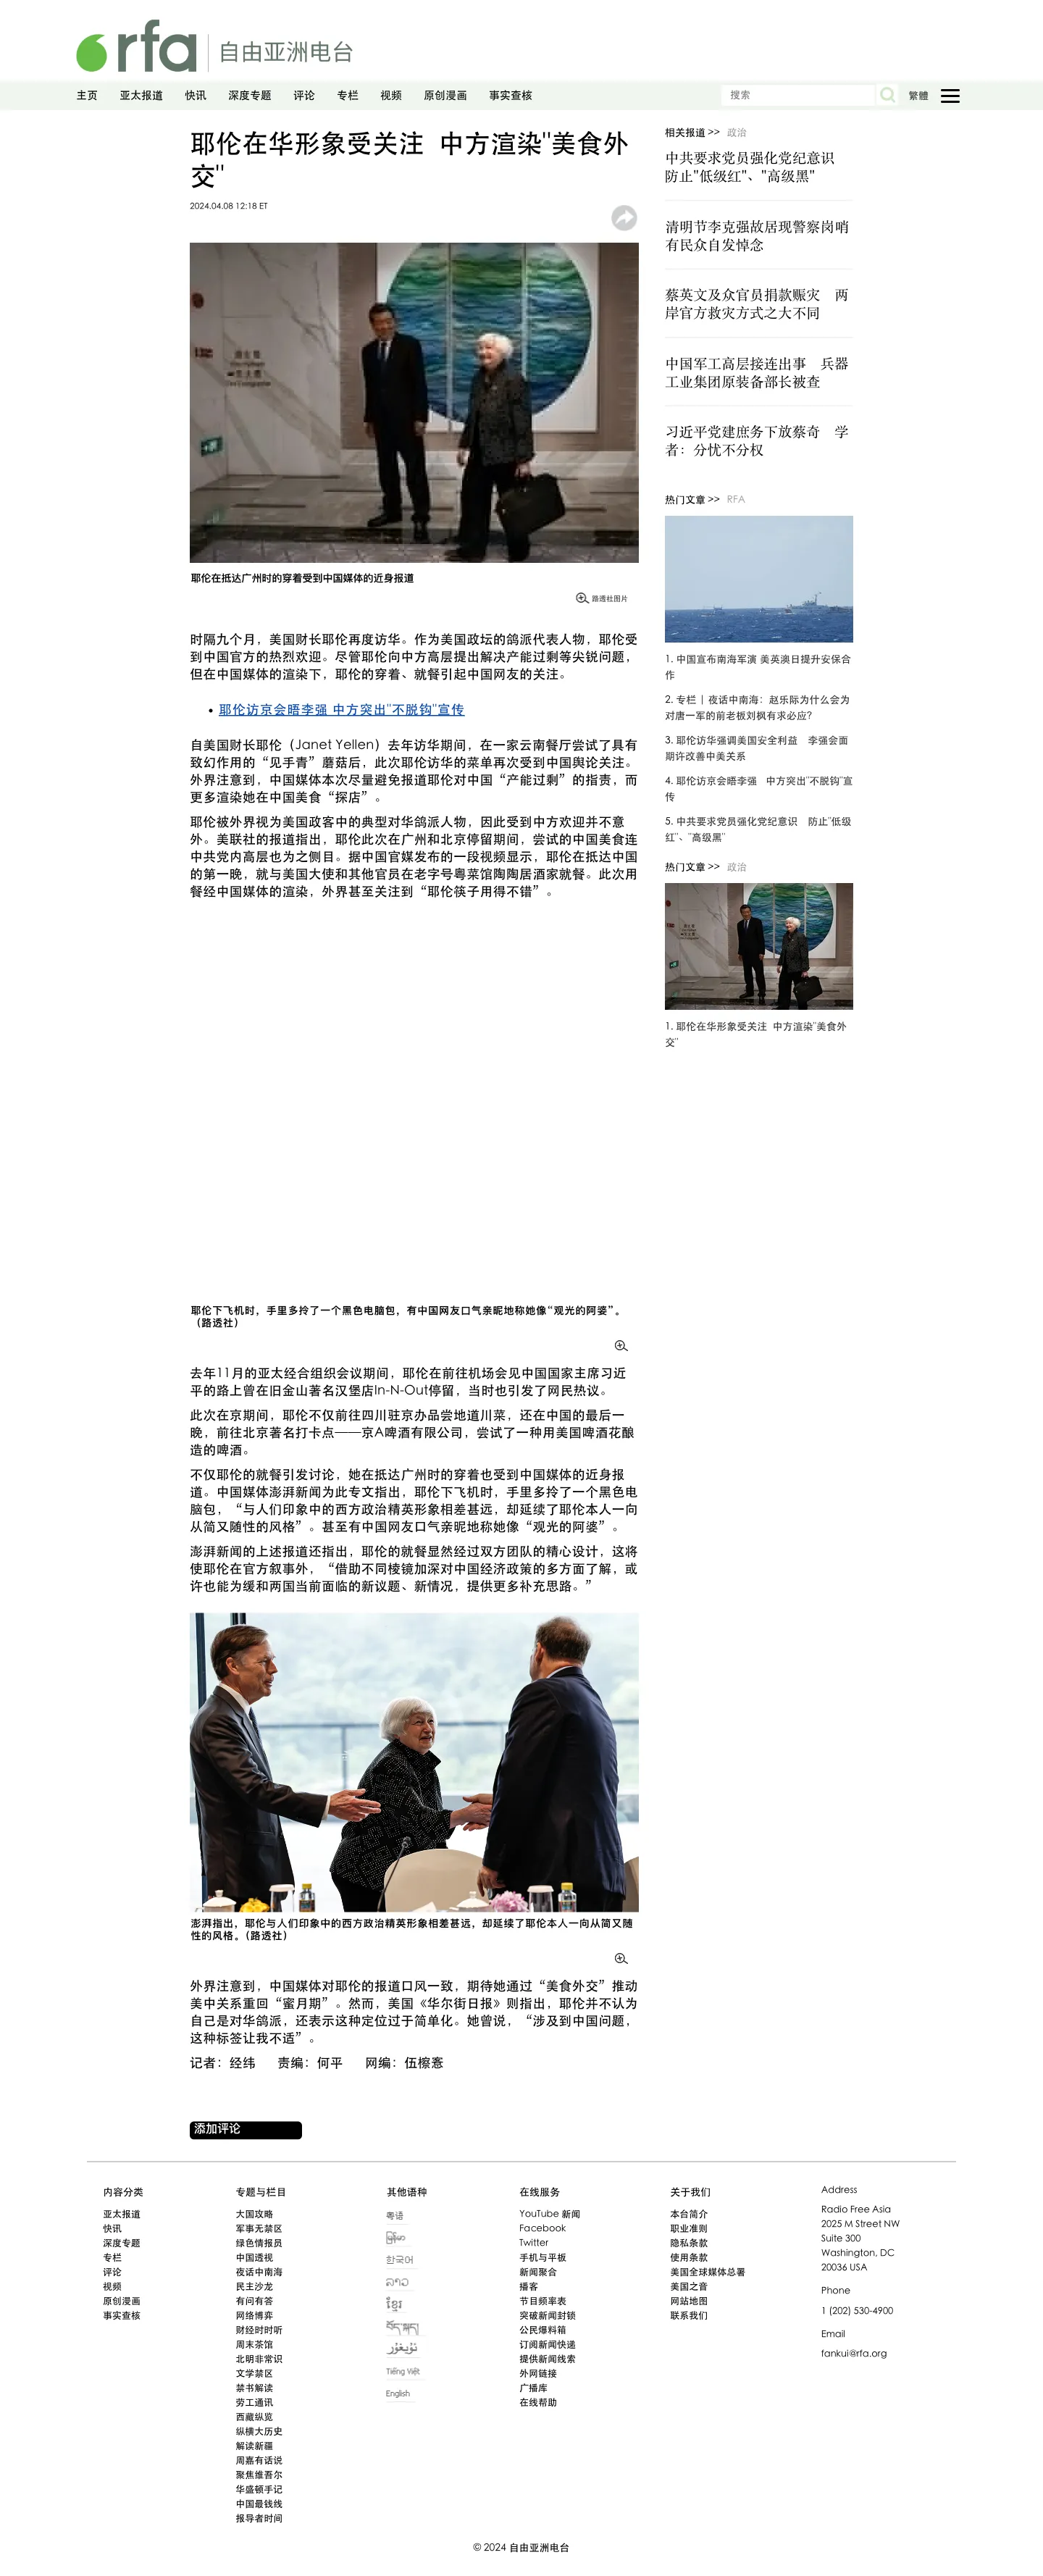 rfa 自由亚洲电台
主页 亚太报道 快讯 深度专题 评论 专栏 视频 原创漫画 事实查核 搜索 繁體
耶伦在华形象受关注 中方渲染"美食外
交"
2024.04.08 12:18 ET
耶伦在抵达广州时的穿着受到中国媒体的近身报道
路透社图片
时隔九个月，美国财长耶伦再度访华。作为美国政坛的鸽派代表人物，耶伦受
到中国官方的热烈欢迎。尽管耶伦向中方高层提出解决产能过剩等尖锐问题，
但在中国媒体的渲染下，耶伦的穿着、就餐引起中国网友的关注。
• 耶伦访京会晤李强 中方突出"不脱钩"宣传
自美国财长耶伦（Janet Yellen）去年访华期间，在一家云南餐厅尝试了具有
致幻作用的“见手青”蘑菇后，此次耶伦访华的菜单再次受到中国舆论关注。
外界注意到，中国媒体本次尽量避免报道耶伦对中国“产能过剩”的指责，而
更多渲染她在中国美食“探店”。
耶伦被外界视为美国政客中的典型对华鸽派人物，因此受到中方欢迎并不意
外。美联社的报道指出，耶伦此次在广州和北京停留期间，尝试的中国美食连
中共党内高层也为之侧目。据中国官媒发布的一段视频显示，耶伦在抵达中国
的第一晚，就与美国大使和其他官员在老字号粤菜馆陶陶居酒家就餐。此次用
餐经中国媒体的渲染，外界甚至关注到“耶伦筷子用得不错”。
耶伦下飞机时，手里多拎了一个黑色电脑包，有中国网友口气亲昵地称她像“观光的阿婆”。
（路透社）
去年11月的亚太经合组织会议期间，耶伦在前往机场会见中国国家主席习近
平的路上曾在旧金山著名汉堡店In-N-Out停留，当时也引发了网民热议。
此次在京期间，耶伦不仅前往四川驻京办品尝地道川菜，还在中国的最后一
晚，前往北京著名打卡点——京A啤酒有限公司，尝试了一种用美国啤酒花酿
造的啤酒。
不仅耶伦的就餐引发讨论，她在抵达广州时的穿着也受到中国媒体的近身报
道。中国媒体澎湃新闻为此专文指出，耶伦下飞机时，手里多拎了一个黑色电
脑包，“与人们印象中的西方政治精英形象相差甚远，却延续了耶伦本人一向
从简又随性的风格”。甚至有中国网友口气亲昵地称她像“观光的阿婆”。
澎湃新闻的上述报道还指出，耶伦的就餐显然经过双方团队的精心设计，这将
使耶伦在官方叙事外，“借助不同棱镜加深对中国经济政策的多方面了解，或
许也能为缓和两国当前面临的新议题、新情况，提供更多补充思路。”
澎湃指出，耶伦与人们印象中的西方政治精英形象相差甚远，却延续了耶伦本人一向从简又随
性的风格。（路透社）
外界注意到，中国媒体对耶伦的报道口风一致，期待她通过“美食外交”推动
美中关系重回“蜜月期”。然而，美国《华尔街日报》则指出，耶伦并不认为
自己是对华鸽派，还表示这种定位过于简单化。她曾说，“涉及到中国问题，
这种标签让我不适”。
记者：经纬 责编：何平 网编：伍檫愙
添加评论
相关报道 >> 政治
中共要求党员强化党纪意识
防止"低级红"、"高级黑"
清明节李克强故居现警察岗哨
有民众自发悼念
蔡英文及众官员捐款赈灾 两
岸官方救灾方式之大不同
中国军工高层接连出事 兵器
工业集团原装备部长被查
习近平党建庶务下放蔡奇 学
者：分忧不分权
热门文章 >> RFA
1. 中国宣布南海军演 美英澳日提升安保合
作
2. 专栏 | 夜话中南海：赵乐际为什么会为
对唐一军的前老板刘枫有求必应?
3. 耶伦访华强调美国安全利益 李强会面
期许改善中美关系
4. 耶伦访京会晤李强 中方突出"不脱钩"宣
传
5. 中共要求党员强化党纪意识 防止"低级
红"、"高级黑"
热门文章 >> 政治
1. 耶伦在华形象受关注 中方渲染"美食外
交"
内容分类
亚太报道
快讯
深度专题
专栏
评论
视频
原创漫画
事实查核
专题与栏目
大国攻略
军事无禁区
绿色情报员
中国透视
夜话中南海
民主沙龙
有问有答
网络博弈
财经时时听
周末茶馆
北明非常识
文学禁区
禁书解读
劳工通讯
西藏纵览
纵横大历史
解读新疆
周嘉有话说
聚焦维吾尔
华盛顿手记
中国最钱线
报导者时间
其他语种
粤语
မြန်မာ
한국어
ລາວ
ខ្មែរ
བོད་སྐད།
ئۇيغۇر
Tiếng Việt
English
在线服务
YouTube 新闻
Facebook
Twitter
手机与平板
新闻聚合
播客
节目频率表
突破新闻封锁
公民爆料箱
订阅新闻快递
提供新闻线索
外网链接
广播库
在线帮助
关于我们
本台简介
职业准则
隐私条款
使用条款
美国全球媒体总署
美国之音
网站地图
联系我们
Address
Radio Free Asia
2025 M Street NW
Suite 300
Washington, DC
20036 USA
Phone
1 (202) 530-4900
Email
fankui@rfa.org
© 2024 自由亚洲电台